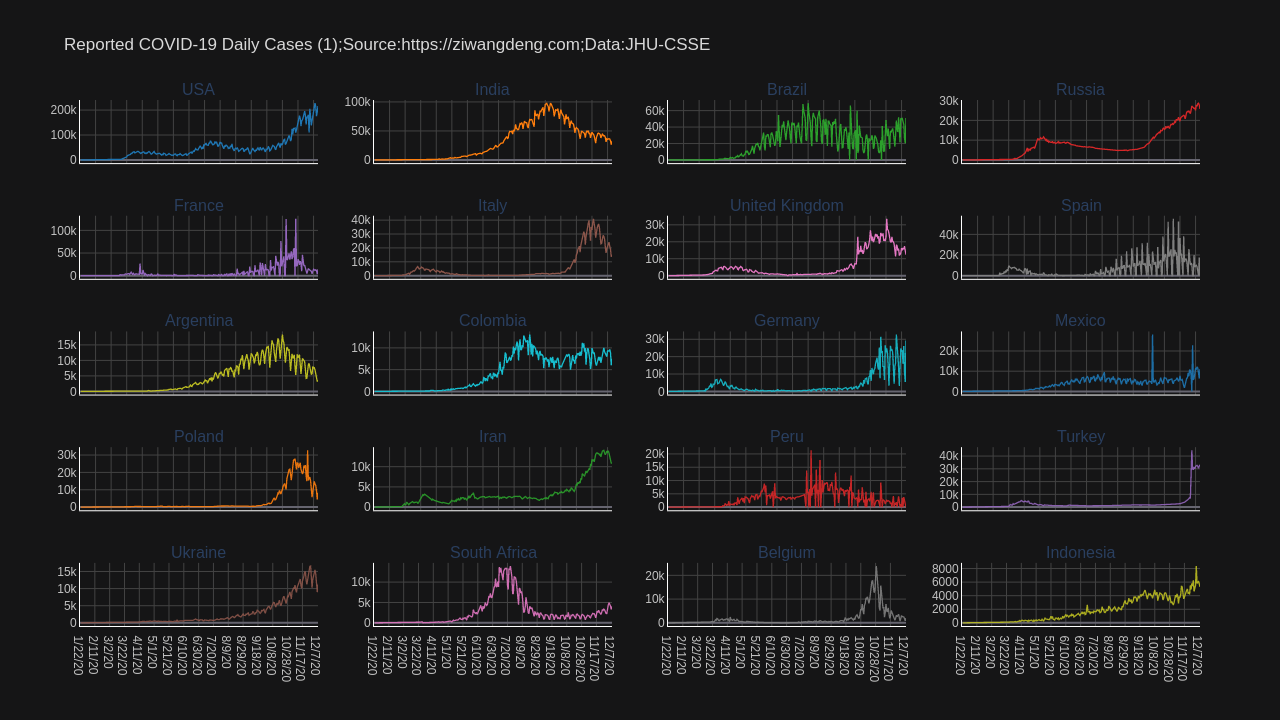 Reported COVID-19 Daily Cases (1);Source:https://ziwangdeng.com;Data:JHU-CSSE
USA
200k
100k
0
India
100k
50k
0
Brazil
60k
40k
20k
0
Russia
30k
20k
10k
0
France
100k
50k
0
Italy
40k
30k
20k
10k
0
United Kingdom
30k
20k
10k
0
Spain
40k
20k
0
Argentina
15k
10k
5k
0
Colombia
10k
5k
0
Germany
30k
20k
10k
0
Mexico
20k
10k
0
Poland
30k
20k
10k
0
Iran
10k
5k
0
Peru
20k
15k
10k
5k
0
Turkey
40k
30k
20k
10k
0
Ukraine
15k
10k
5k
0
1/22/20
2/11/20
3/2/20
3/22/20
4/11/20
5/1/20
5/21/20
6/10/20
6/30/20
7/20/20
8/9/20
8/29/20
9/18/20
10/8/20
10/28/20
11/17/20
12/7/20
South Africa
10k
5k
0
1/22/20
2/11/20
3/2/20
3/22/20
4/11/20
5/1/20
5/21/20
6/10/20
6/30/20
7/20/20
8/9/20
8/29/20
9/18/20
10/8/20
10/28/20
11/17/20
12/7/20
Belgium
20k
10k
0
1/22/20
2/11/20
3/2/20
3/22/20
4/11/20
5/1/20
5/21/20
6/10/20
6/30/20
7/20/20
8/9/20
8/29/20
9/18/20
10/8/20
10/28/20
11/17/20
12/7/20
Indonesia
8000
6000
4000
2000
0
1/22/20
2/11/20
3/2/20
3/22/20
4/11/20
5/1/20
5/21/20
6/10/20
6/30/20
7/20/20
8/9/20
8/29/20
9/18/20
10/8/20
10/28/20
11/17/20
12/7/20